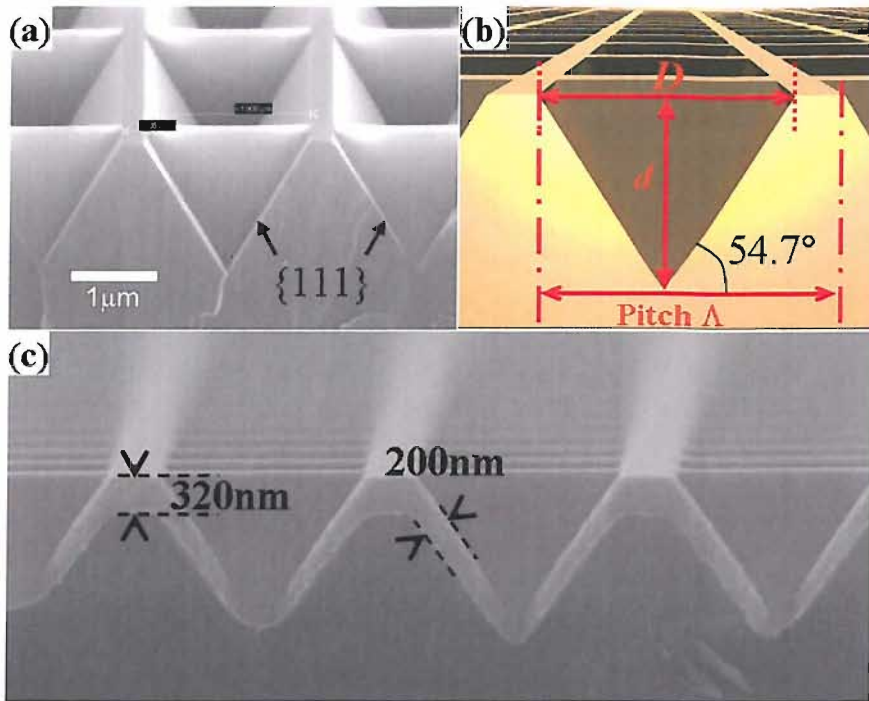 (a)
{111}
1μm
(b)
D
d
54.7°
Pitch Λ
(c)
200nm
320nm